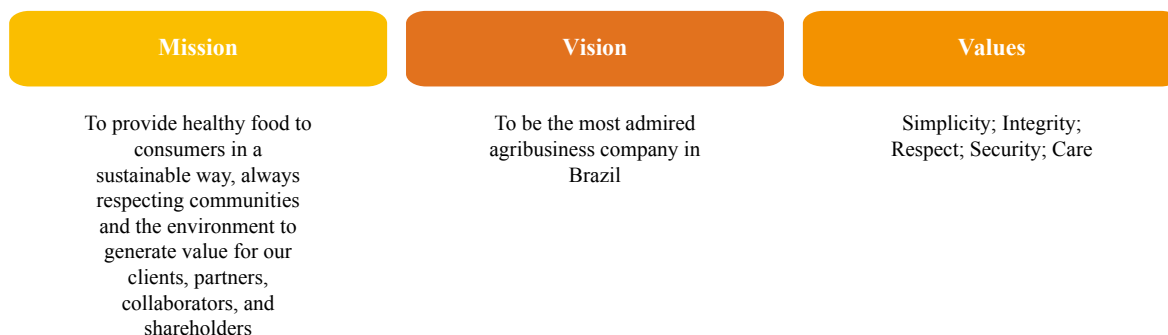 Mission
To provide healthy food to
consumers in a
sustainable way, always
respecting communities
and the environment to
generate value for our
clients, partners,
collaborators, and
shareholders
Vision
To be the most admired
agribusiness company in
Brazil
Values
Simplicity; Integrity;
Respect; Security; Care